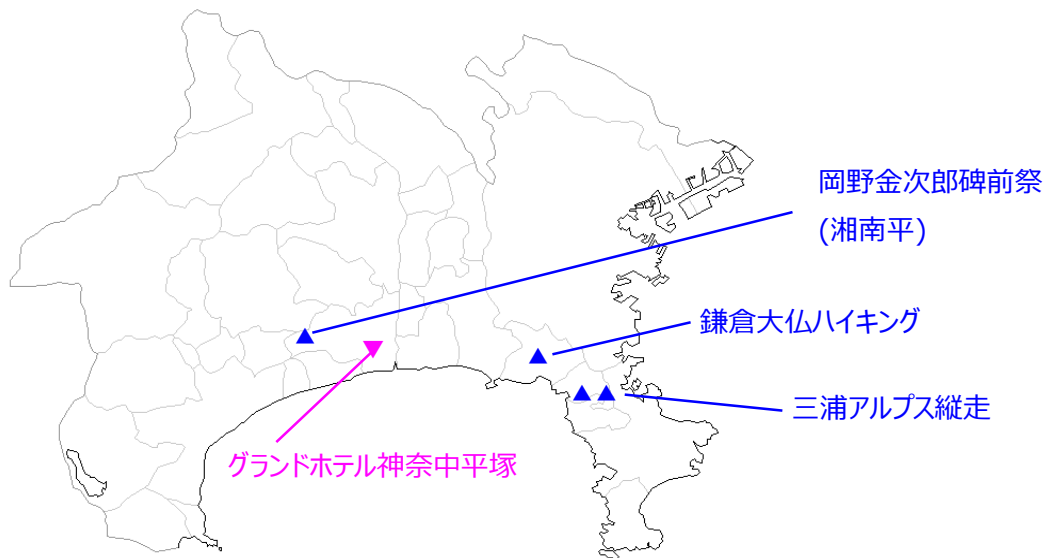 岡野金次郎碑前祭
(湘南平)
鎌倉大仏ハイキング
三浦アルプス縦走
グランドホテル神奈中平塚